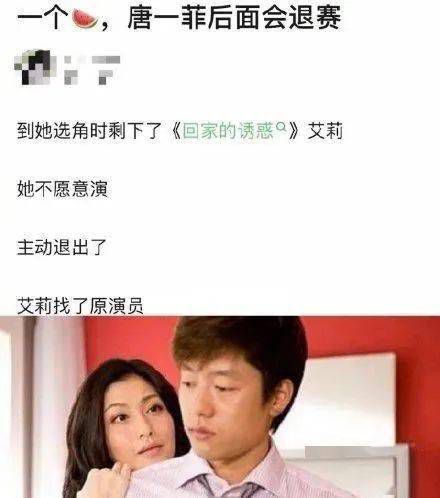 一个🍉，唐一菲后面会退赛
到她选角时剩下了《回家的诱惑》艾莉
她不愿意演
主动退出了
艾莉找了原演员